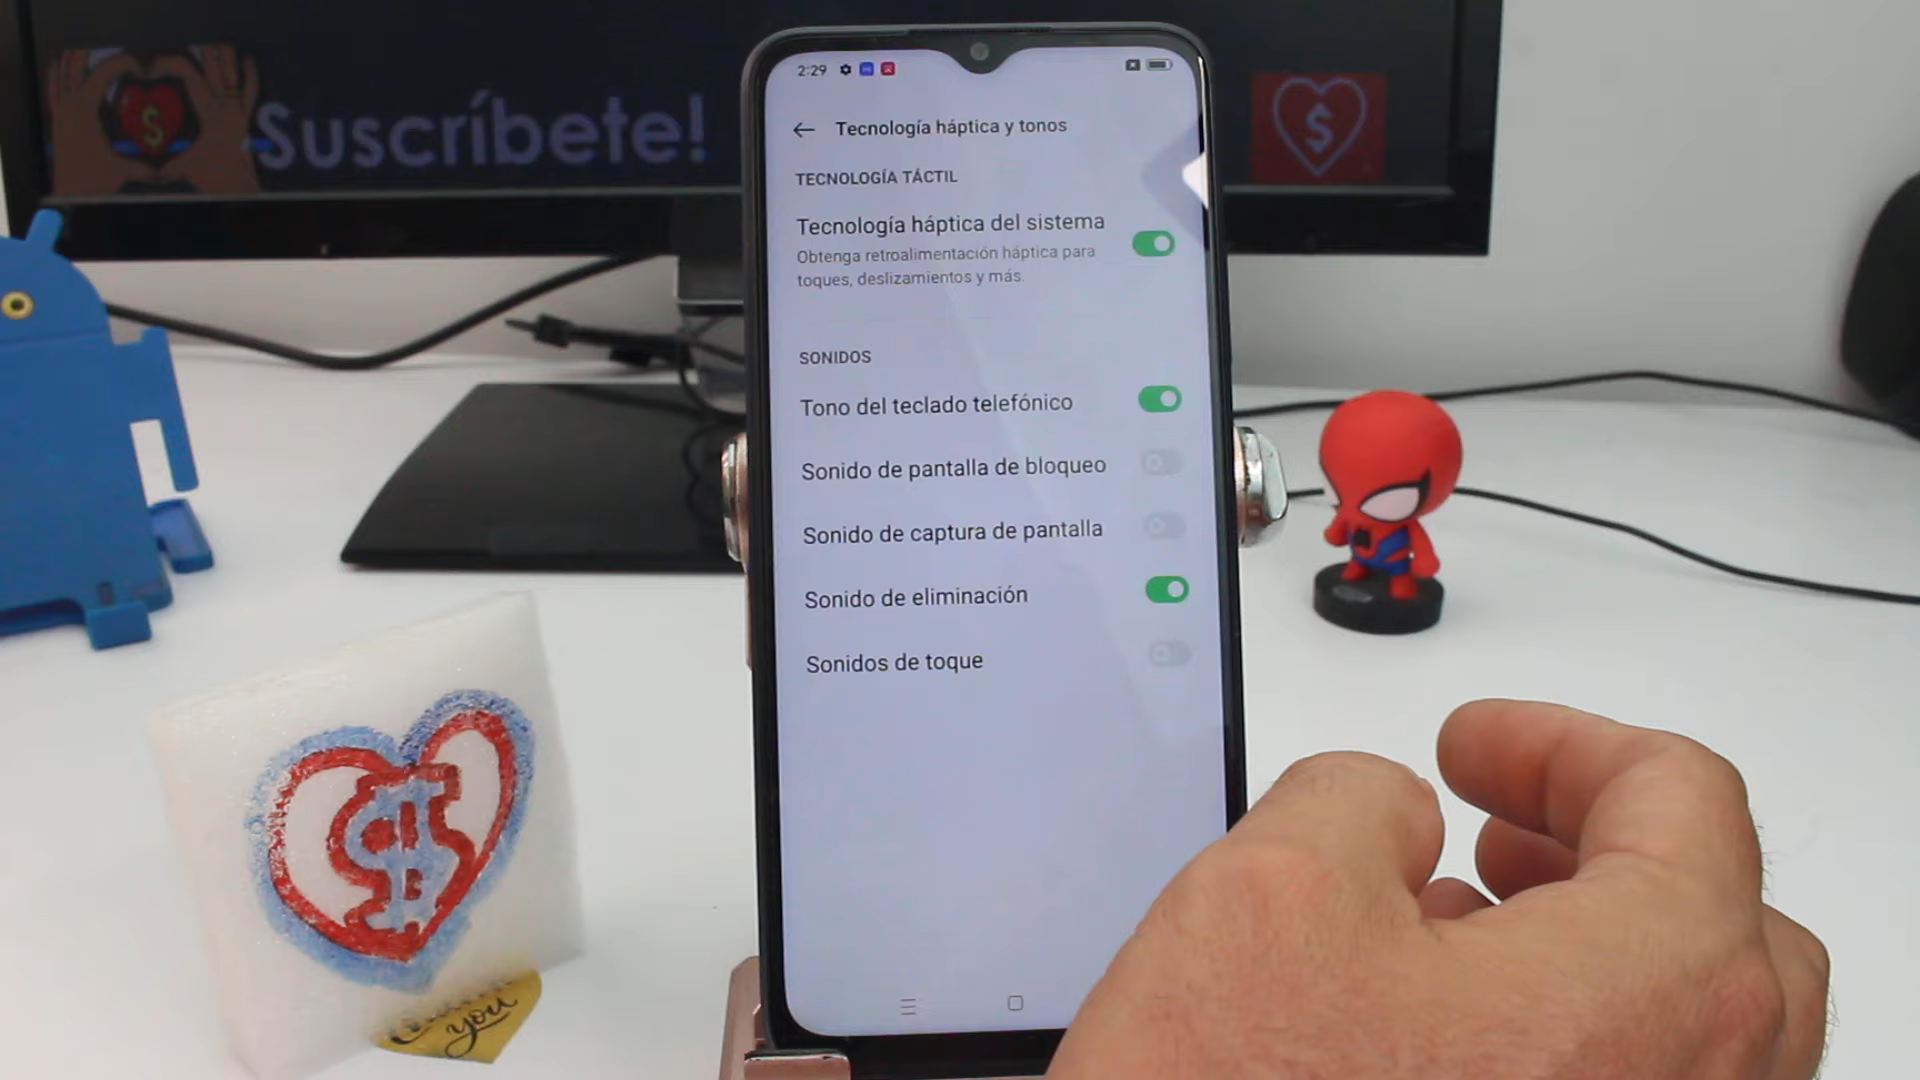 Suscríbete!
$
$
2:29
Tecnología háptica y tonos
TECNOLOGÍA TÁCTIL
Tecnología háptica del sistema
Obtenga retroalimentación háptica para
toques, deslizamientos y más.
SONIDOS
Tono del teclado telefónico
Sonido de pantalla de bloqueo
Sonido de captura de pantalla
Sonido de eliminación
Sonidos de toque
$
you